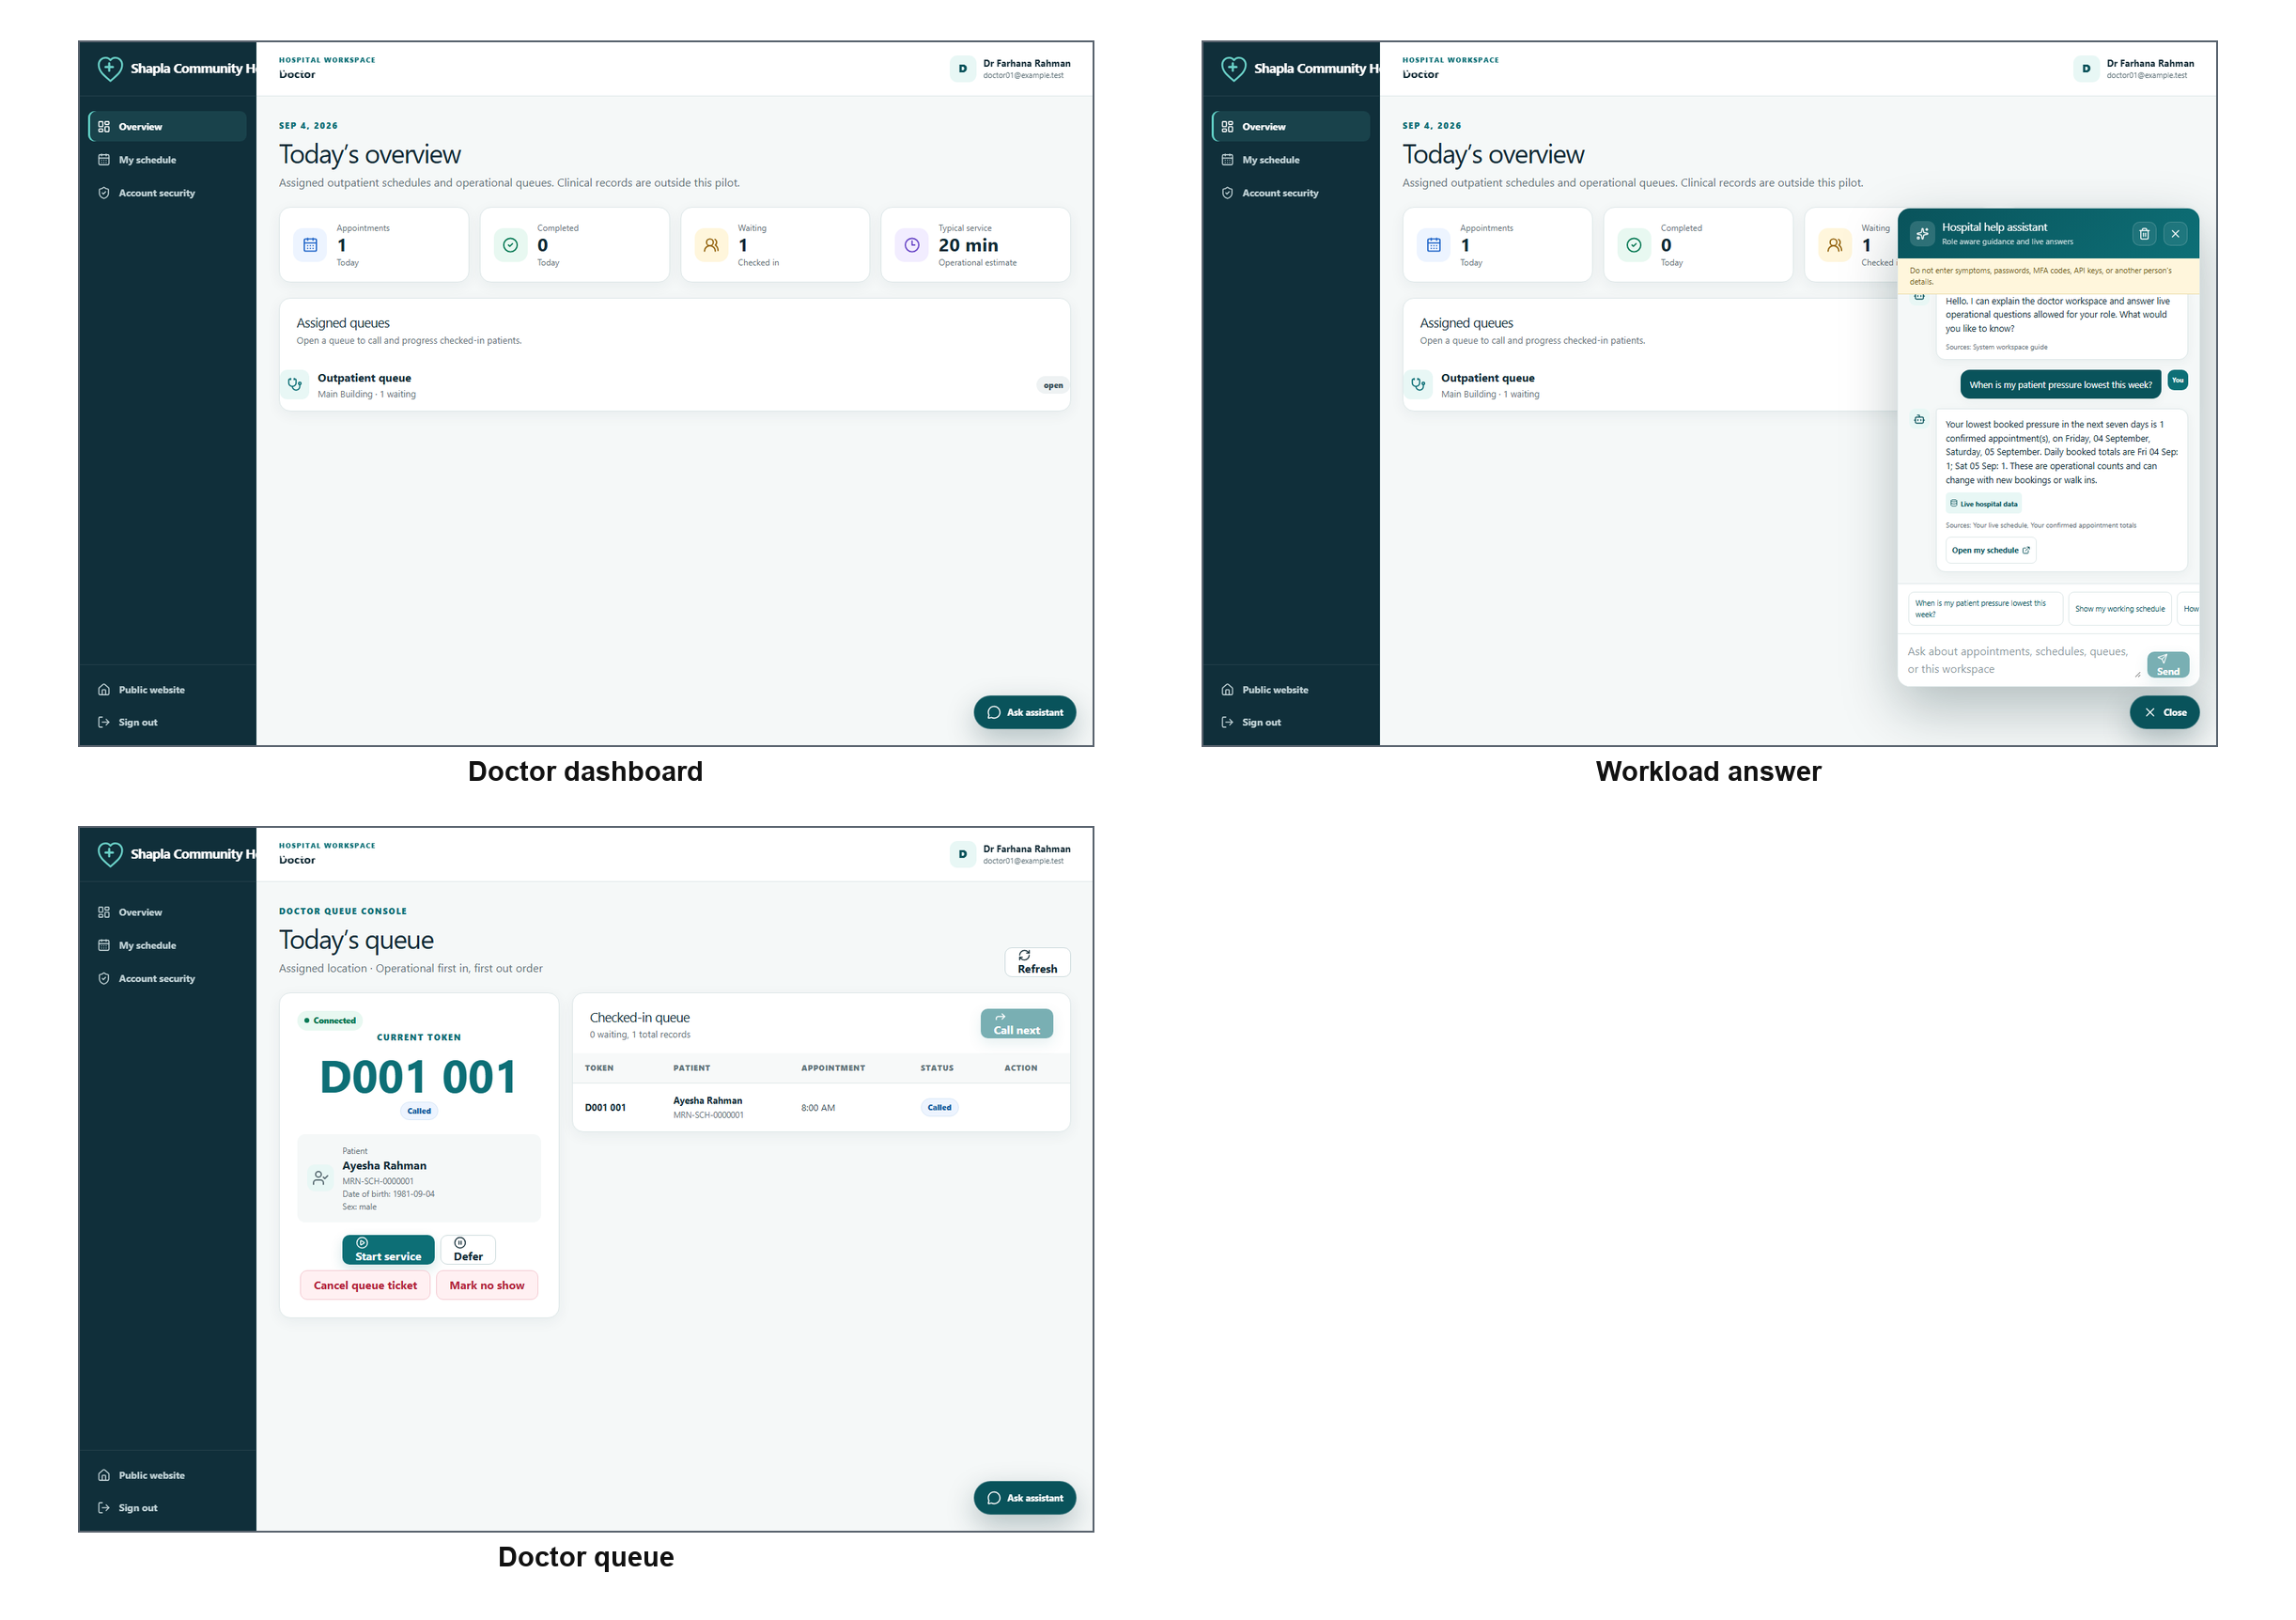 Shapla Community H
HOSPITAL WORKSPACE
Doctor
D
Dr Farhana Rahman
doctor01@example.test
Overview
My schedule
Account security
SEP 4, 2026
Today's overview
Assigned outpatient schedules and operational queues. Clinical records are outside this pilot.
Appointments
1
Today
Completed
0
Today
Waiting
1
Checked in
Typical service
20 min
Operational estimate
Assigned queues
Open a queue to call and progress checked-in patients.
Outpatient queue
Main Building · 1 waiting
open
Public website
Sign out
Ask assistant
Doctor dashboard
Shapla Community H
HOSPITAL WORKSPACE
Doctor
D
Dr Farhana Rahman
doctor01@example.test
Overview
My schedule
Account security
SEP 4, 2026
Today's overview
Assigned outpatient schedules and operational queues. Clinical records are outside this pilot.
Appointments
1
Today
Completed
0
Today
Waiting
1
Checked
Assigned queues
Open a queue to call and progress checked-in patients.
Outpatient queue
Main Building · 1 waiting
Hospital help assistant
Role aware guidance and live answers
Do not enter symptoms, passwords, MFA codes, API keys, or another person's
details.
Hello. I can explain the doctor workspace and answer live
operational questions allowed for your role. What would
you like to know?
Sources: System workspace guide
When is my patient pressure lowest this week?
You
Your lowest booked pressure in the next seven days is 1
confirmed appointment(s), on Friday, 04 September,
Saturday, 05 September. Daily booked totals are Fri 04 Sep:
1; Sat 05 Sep: 1. These are operational counts and can
change with new bookings or walk ins.
Live hospital data
Sources: Your live schedule, Your confirmed appointment totals
Open my schedule
When is my patient pressure lowest this
week?
Show my working schedule
How
Ask about appointments, schedules, queues,
or this workspace
Send
Close
Public website
Sign out
Workload answer
Shapla Community H
HOSPITAL WORKSPACE
Doctor
D
Dr Farhana Rahman
doctor01@example.test
Overview
My schedule
Account security
DOCTOR QUEUE CONSOLE
Today's queue
Assigned location · Operational first in, first out order
Refresh
Connected
CURRENT TOKEN
D001 001
Called
Patient
Ayesha Rahman
MRN-SCH-0000001
Date of birth: 1981-09-04
Sex: male
Start service
Defer
Cancel queue ticket
Mark no show
Checked-in queue
0 waiting, 1 total records
Call next
TOKEN PATIENT APPOINTMENT STATUS ACTION
D001 001
Ayesha Rahman
MRN-SCH-0000001
8:00 AM
Called
Public website
Sign out
Ask assistant
Doctor queue